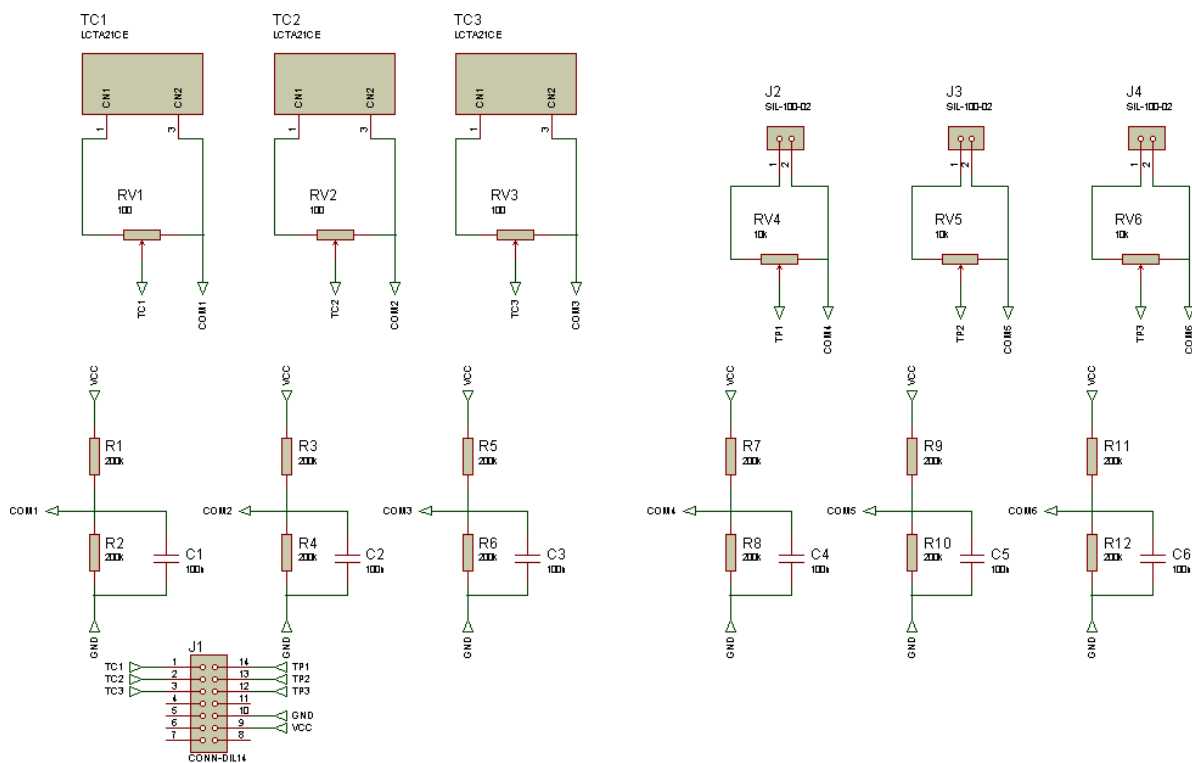 TC1
LCTA21CE
TC2
LCTA21CE
TC3
LCTA21CE
CN1
CN2
CN1
CN2
CN1
CN2
1
3
1
3
1
3
J2
SIL-100-02
J3
SIL-100-02
J4
SIL-100-02
1
2
1
2
1
2
RV1
100
RV2
100
RV3
100
RV4
10k
RV5
10k
RV6
10k
TC1
COM1
TC2
COM2
TC3
COM3
TP1
COM4
TP2
COM5
TP3
COM6
VCC
VCC
VCC
VCC
VCC
VCC
R1
200k
R3
200k
R5
200k
R7
200k
R9
200k
R11
200k
COM1
COM2
COM3
COM4
COM5
COM6
R2
200k
C1
100n
R4
200k
C2
100n
R6
200k
C3
100n
R8
200k
C4
100n
R10
200k
C5
100n
R12
200k
C6
100n
GND
GND
GND
GND
GND
GND
J1
TC1 1 14 TP1
TC2 2 13 TP2
TC3 3 12 TP3
4 11
5 10 GND
6 9 VCC
7 8
CONN-DIL14